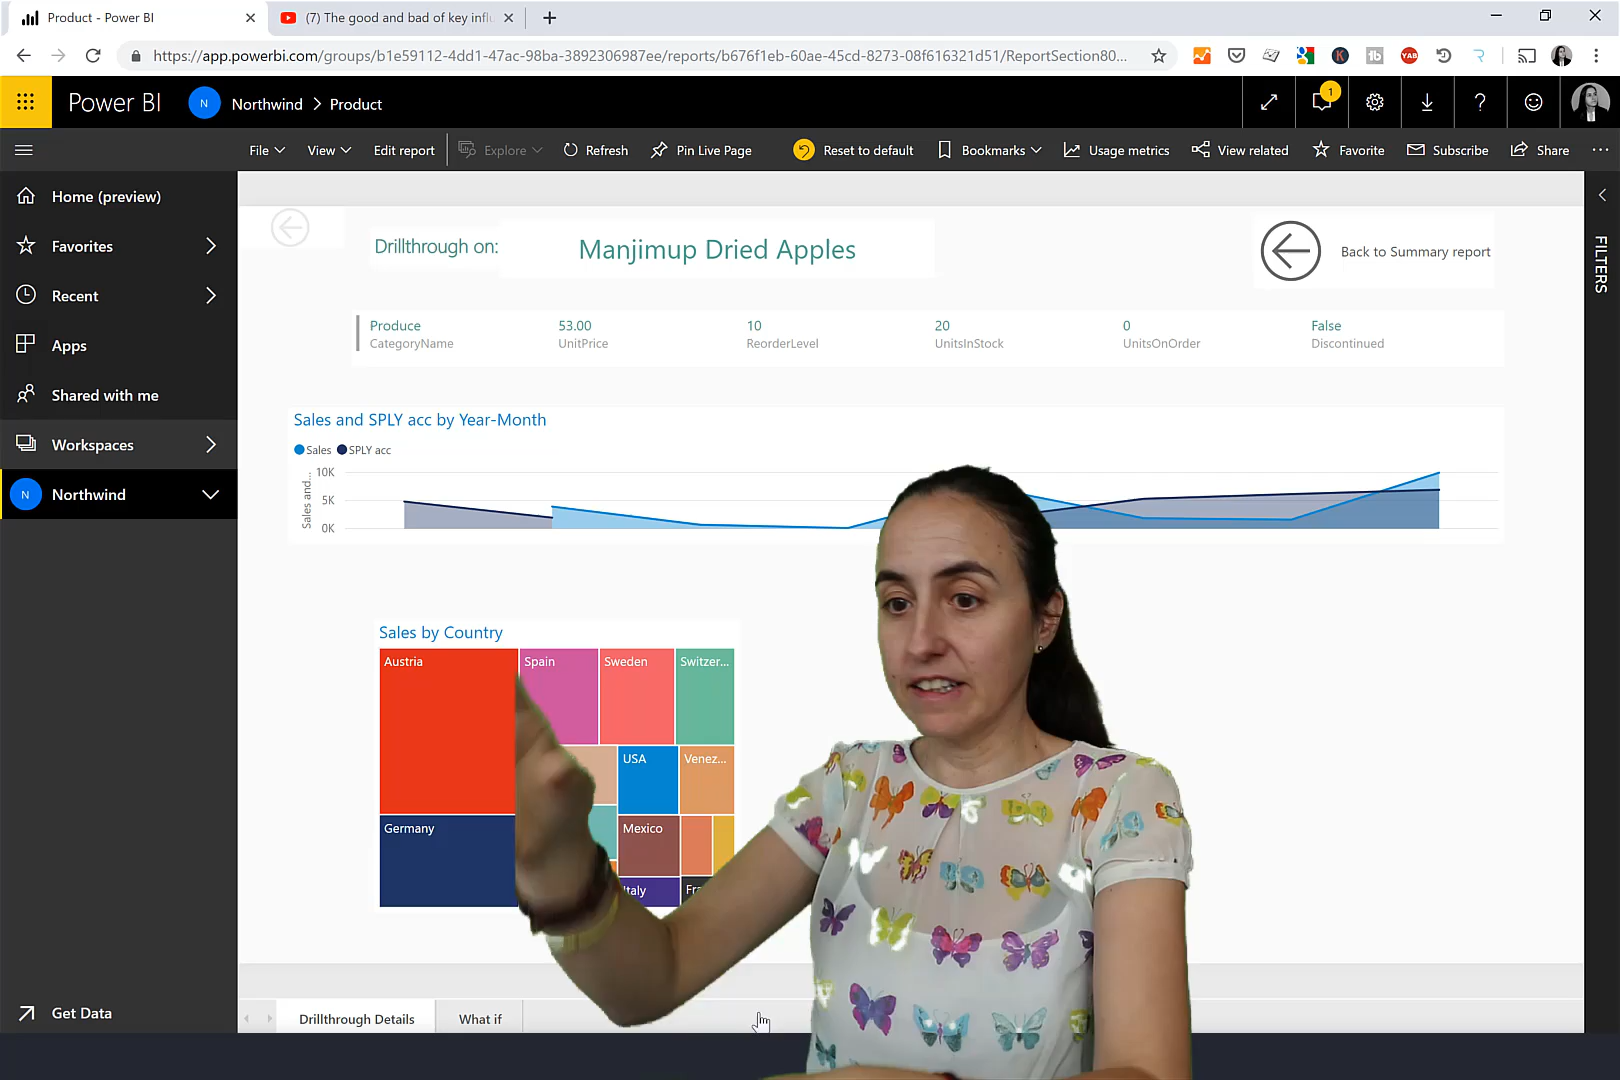 Product - Power BI
(7) The good and bad of key infl
https://app.powerbi.com/groups/b1e59112-4dd1-47ac-98ba-3892306987ee/reports/b676f1eb-60ae-45cd-8273-08f616321d51/ReportSection80...
Power BI
N
Northwind > Product
1
?
File
View
Edit report
Explore
Refresh
Pin Live Page
Reset to default
Bookmarks
Usage metrics
View related
Favorite
Subscribe
Share
...
Home (preview)
Favorites
Recent
Apps
Shared with me
Workspaces
N
Northwind
Get Data
Drillthrough on:
Manjimup Dried Apples
Back to Summary report
FILTERS
Produce
CategoryName
53.00
UnitPrice
10
ReorderLevel
20
UnitsInStock
0
UnitsOnOrder
False
Discontinued
Sales and SPLY acc by Year-Month
Sales
SPLY acc
Sales and...
10K
5K
0K
Sales by Country
Austria
Spain
Sweden
Switzer...
USA
Venez...
Germany
Mexico
Italy
Drillthrough Details
What if
K
tb
YAB